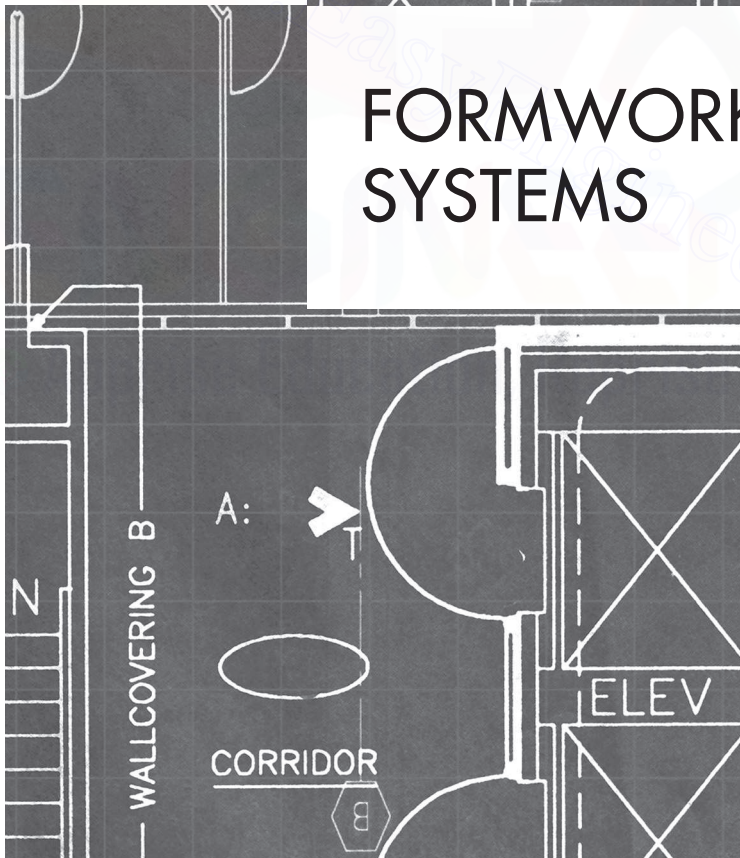 FORMWORK
SYSTEMS
A:
T
WALLCOVERING B
N
ELEV
CORRIDOR
B